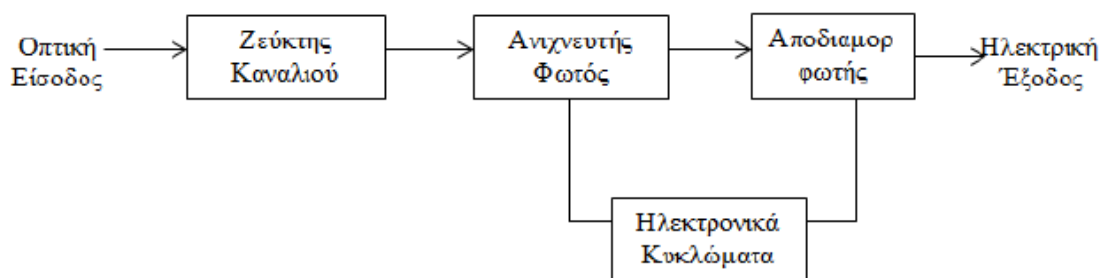 Οπτική
Είσοδος
Ζεύκτης
Καναλιού
Ανιχνευτής
Φωτός
Αποδιαμορ
φωτής
Ηλεκτρική
Έξοδος
Ηλεκτρονικά
Κυκλώματα